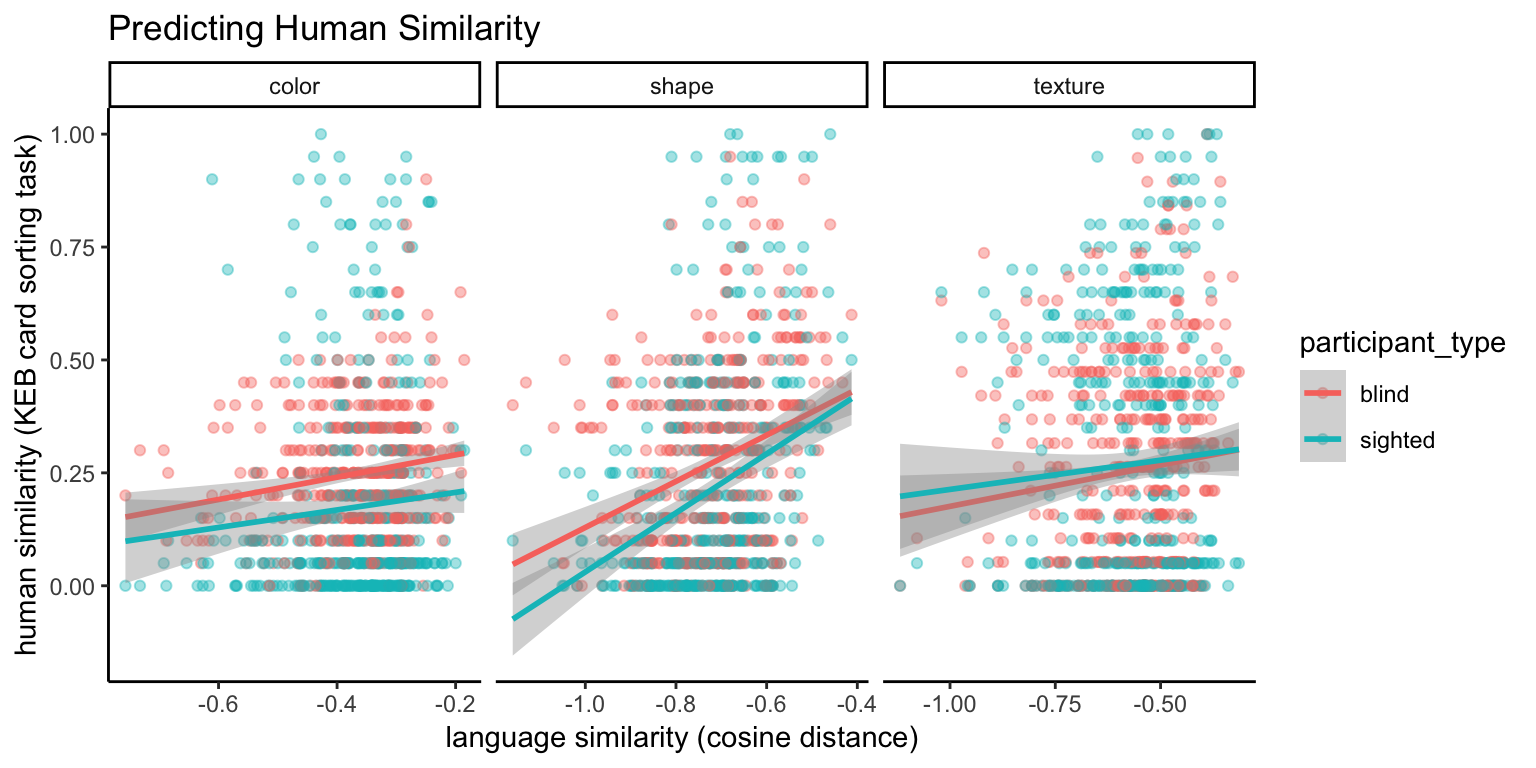 Predicting Human Similarity
color
shape
texture
human similarity (KEB card sorting task)
1.00
0.75
0.50
0.25
0.00
-0.6
-0.4
-0.2
-1.0
-0.8
-0.6
-0.4
-1.00
-0.75
-0.50
language similarity (cosine distance)
participant_type
blind
sighted